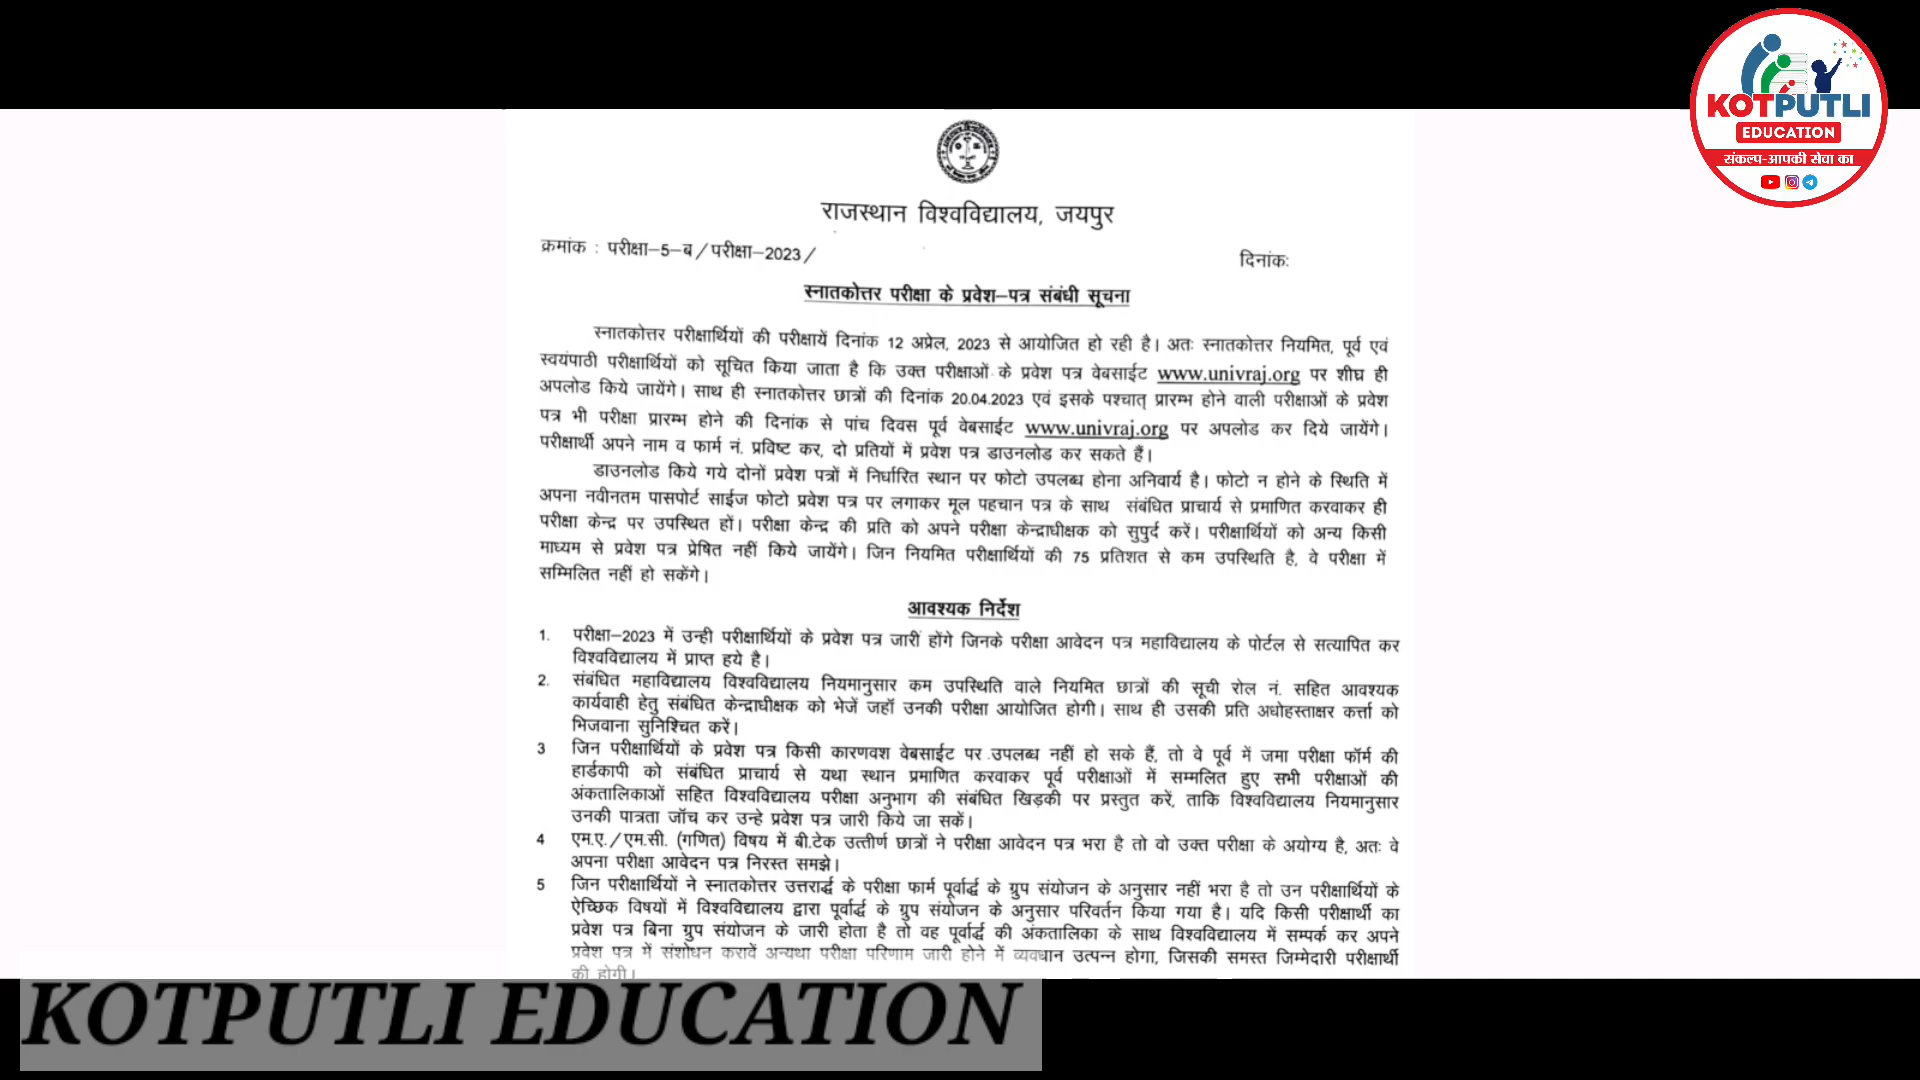 KOTPUTLI
EDUCATION
संकल्प-आपकी सेवा का
राजस्थान विश्वविद्यालय, जयपुर
क्रमांक : परीक्षा–5–ब/परीक्षा–2023/
दिनांकः
स्नातकोत्तर परीक्षा के प्रवेश–पत्र संबंधी सूचना
स्नातकोत्तर परीक्षार्थियों की परीक्षायें दिनांक 12 अप्रेल, 2023 से आयोजित हो रही है। अतः स्नातकोत्तर नियमित, पूर्व एवं
स्वयंपाठी परीक्षार्थियों को सूचित किया जाता है कि उक्त परीक्षाओं के प्रवेश पत्र वेबसाईट www.univraj.org पर शीघ्र ही
अपलोड किये जायेंगे। साथ ही स्नातकोत्तर छात्रों की दिनांक 20.04.2023 एवं इसके पश्चात् प्रारम्भ होने वाली परीक्षाओं के प्रवेश
पत्र भी परीक्षा प्रारम्भ होने की दिनांक से पांच दिवस पूर्व वेबसाईट www.univraj.org पर अपलोड कर दिये जायेंगे।
परीक्षार्थी अपने नाम व फार्म नं. प्रविष्ट कर, दो प्रतियों में प्रवेश पत्र डाउनलोड कर सकते हैं।
डाउनलोड किये गये दोनों प्रवेश पत्रों में निर्धारित स्थान पर फोटो उपलब्ध होना अनिवार्य है। फोटो न होने के स्थिति में
अपना नवीनतम पासपोर्ट साईज फोटो प्रवेश पत्र पर लगाकर मूल पहचान पत्र के साथ संबंधित प्राचार्य से प्रमाणित करवाकर ही
परीक्षा केन्द्र पर उपस्थित हों। परीक्षा केन्द्र की प्रति को अपने परीक्षा केन्द्राधीक्षक को सुपुर्द करें। परीक्षार्थियों को अन्य किसी
माध्यम से प्रवेश पत्र प्रेषित नहीं किये जायेंगे। जिन नियमित परीक्षार्थियों की 75 प्रतिशत से कम उपस्थिति है, वे परीक्षा में
सम्मिलित नहीं हो सकेंगे।
आवश्यक निर्देश
1. परीक्षा–2023 में उन्ही परीक्षार्थियों के प्रवेश पत्र जारी होंगे जिनके परीक्षा आवेदन पत्र महाविद्यालय के पोर्टल से सत्यापित कर
विश्वविद्यालय में प्राप्त हये है।
2. संबंधित महाविद्यालय विश्वविद्यालय नियमानुसार कम उपस्थिति वाले नियमित छात्रों की सूची रोल नं. सहित आवश्यक
कार्यवाही हेतु संबंधित केन्द्राधीक्षक को भेजें जहाँ उनकी परीक्षा आयोजित होगी। साथ ही उसकी प्रति अधोहस्ताक्षर कर्त्ता को
भिजवाना सुनिश्चित करें।
3 जिन परीक्षार्थियों के प्रवेश पत्र किसी कारणवश वेबसाईट पर उपलब्ध नहीं हो सके हैं, तो वे पूर्व में जमा परीक्षा फॉर्म की
हार्डकापी को संबंधित प्राचार्य से यथा स्थान प्रमाणित करवाकर पूर्व परीक्षाओं में सम्मलित हुए सभी परीक्षाओं की
अंकतालिकाओं सहित विश्वविद्यालय परीक्षा अनुभाग की संबंधित खिड़की पर प्रस्तुत करें, ताकि विश्वविद्यालय नियमानुसार
उनकी पात्रता जाँच कर उन्हे प्रवेश पत्र जारी किये जा सकें।
4 एम.ए./एम.सी. (गणित) विषय में बी.टेक उत्तीर्ण छात्रों ने परीक्षा आवेदन पत्र भरा है तो वो उक्त परीक्षा के अयोग्य है, अतः वे
अपना परीक्षा आवेदन पत्र निरस्त समझे।
5 जिन परीक्षार्थियों ने स्नातकोत्तर उत्तरार्द्ध के परीक्षा फार्म पूर्वार्द्ध के ग्रुप संयोजन के अनुसार नहीं भरा है तो उन परीक्षार्थियों के
ऐच्छिक विषयों में विश्वविद्यालय द्वारा पूर्वार्द्ध के ग्रुप संयोजन के अनुसार परिवर्तन किया गया है। यदि किसी परीक्षार्थी का
प्रवेश पत्र बिना ग्रुप संयोजन के जारी होता है तो वह पूर्वार्द्ध की अंकतालिका के साथ विश्वविद्यालय में सम्पर्क कर अपने
प्रवेश पत्र में संशोधन करावें अन्यथा परीक्षा परिणाम जारी होने में व्यवधान उत्पन्न होगा, जिसकी समस्त जिम्मेदारी परीक्षार्थी
की होगी।
KOTPUTLI EDUCATION